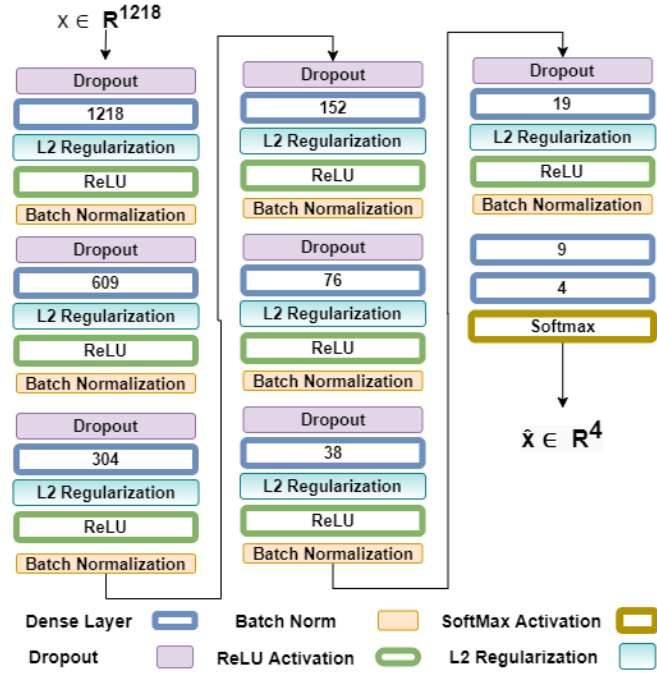 x ∈ R^1218
Dropout
1218
L2 Regularization
ReLU
Batch Normalization
Dropout
609
L2 Regularization
ReLU
Batch Normalization
Dropout
304
L2 Regularization
ReLU
Batch Normalization
Dropout
152
L2 Regularization
ReLU
Batch Normalization
Dropout
76
L2 Regularization
ReLU
Batch Normalization
Dropout
38
L2 Regularization
ReLU
Batch Normalization
Dropout
19
L2 Regularization
ReLU
Batch Normalization
9
4
Softmax
x̂ ∈ R^4
Dense Layer Batch Norm SoftMax Activation
Dropout ReLU Activation L2 Regularization